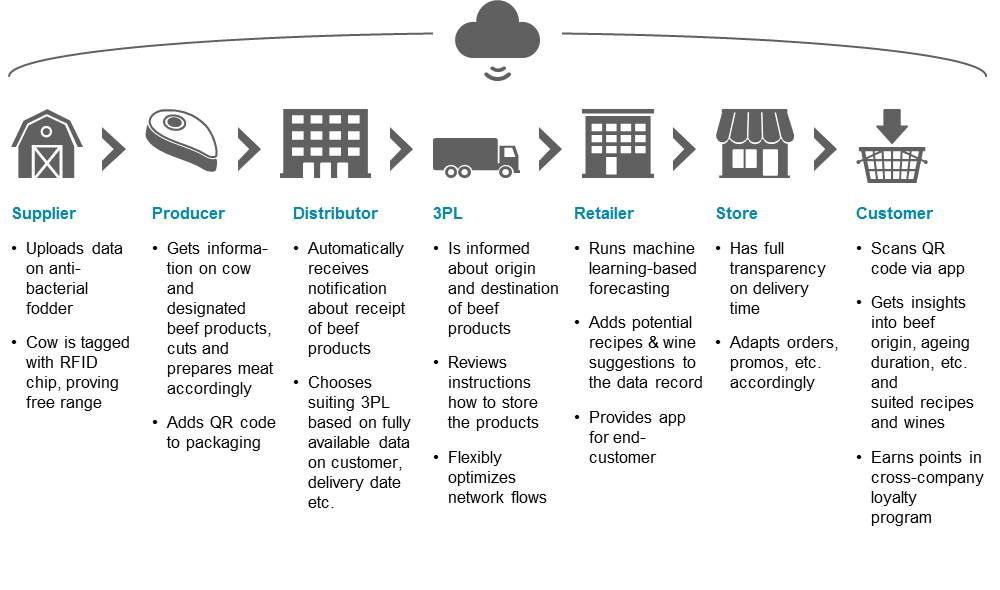 Supplier
• Uploads data
on anti-
bacterial
fodder
• Cow is tagged
with RFID
chip, proving
free range
Producer
• Gets informa-
tion on cow
and
designated
beef products,
cuts and
prepares meat
accordingly
• Adds QR code
to packaging
Distributor
• Automatically
receives
notification
about receipt
of beef
products
• Chooses
suiting 3PL
based on fully
available data
on customer,
delivery date
etc.
3PL
• Is informed
about origin
and destination
of beef
products
• Reviews
instructions
how to store
the products
• Flexibly
optimizes
network flows
Retailer
• Runs machine
learning-based
forecasting
• Adds potential
recipes & wine
suggestions to
the data record
• Provides app
for end-
customer
Store
• Has full
transparency
on delivery
time
• Adapts orders,
promos, etc.
accordingly
Customer
• Scans QR
code via app
• Gets insights
into beef
origin, ageing
duration, etc.
and
suited recipes
and wines
• Earns points in
cross-company
loyalty
program